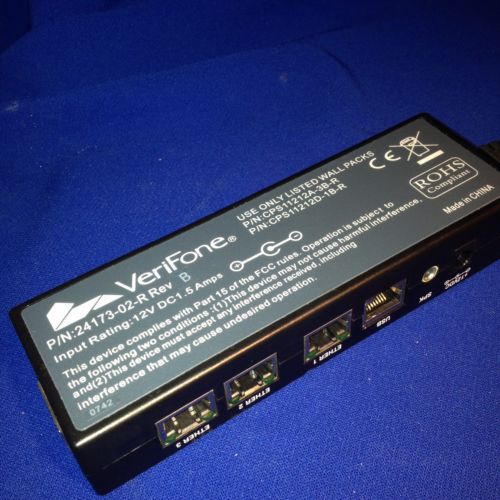 VeriFone®
P/N:24173-02-R Rev B
Input Rating:12V DC1.5 Amps
USE ONLY LISTED WALL PACKS
P/N:CPS11212A-3B-R
P/N:CPS11212D-1B-R
This device complies with Part 15 of the FCC rules. Operation is subject to
the following two conditions:(1)This device may not cause harmful interference,
and(2)This device must accept any interference received, including
interference that may cause undesired operation.
0742
CE
ROHS
Compliant
Made in CHINA
ETHER 3
ETHER 2
ETHER 1
USB
SPK